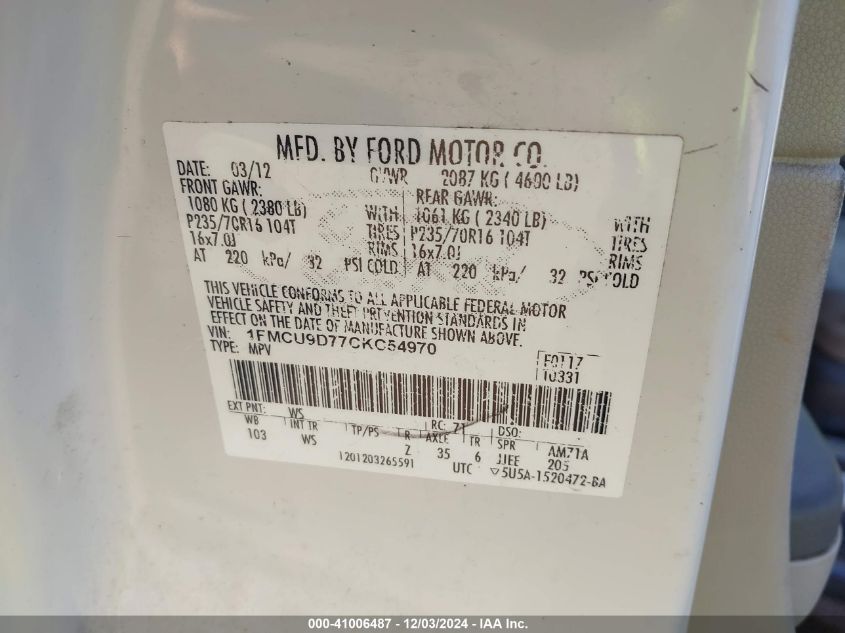 MFD. BY FORD MOTOR CO.
DATE: 03/12 GVWR 2087 KG ( 4600 LB)
FRONT GAWR: REAR GAWR:
1080 KG ( 2380 LB) WITH 1061 KG ( 2340 LB) WITH
P235/70R16 104T TIRES P235/70R16 104T TIRES
16x7.0J RIMS 16x7.0J RIMS
AT 220 kPa/ 32 PSI COLD AT 220 kPa/ 32 PSI COLD
THIS VEHICLE CONFORMS TO ALL APPLICABLE FEDERAL MOTOR
VEHICLE SAFETY AND THEFT PREVENTION STANDARDS IN
EFFECT ON THE DATE OF MANUFACTURE SHOWN ABOVE.
VIN: 1FMCU9D77CKC54970
TYPE: MPV
F0117
10331
EXT PNT: WS RC: 71 DSO:
WB INT TR TP/PS R AXLE TR SPR AM71A
103 WS Z 35 6 JJEE 205
1201203265591 UTC ▽5U5A-1520472-BA
000-41006487 - 12/03/2024 - IAA Inc.